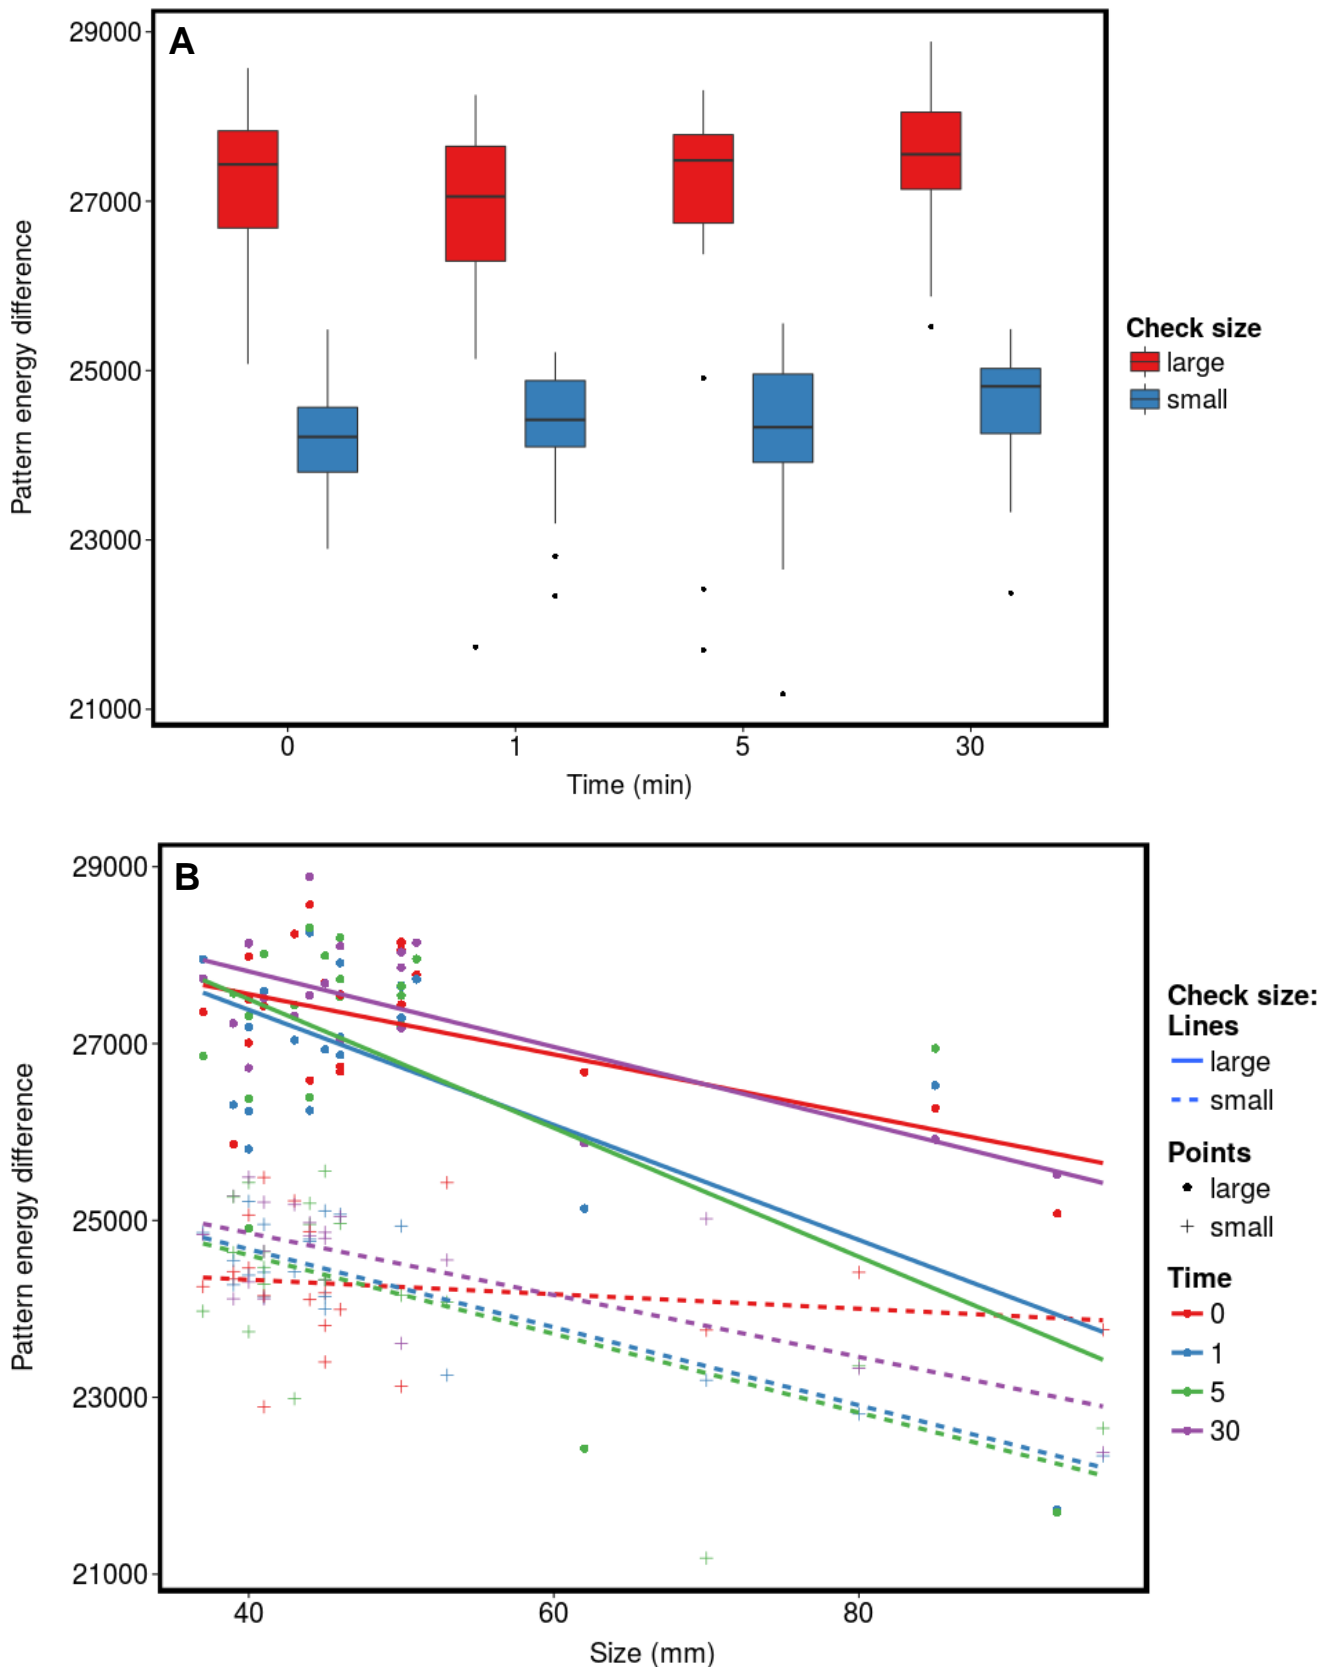 A
29000
27000
25000
23000
21000
Pattern energy difference
0 1 5 30
Time (min)
Check size
large
small
B
29000
27000
25000
23000
21000
Pattern energy difference
40 60 80
Size (mm)
Check size:
Lines
large
small
Points
large
small
Time
0
1
5
30